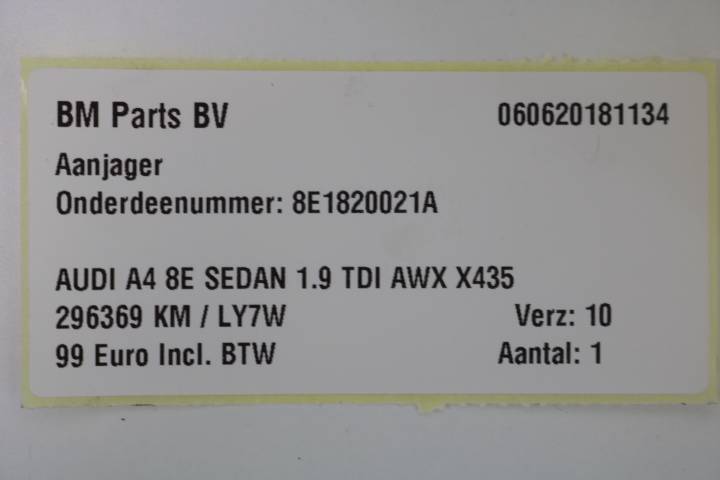 BM Parts BV 060620181134
Aanjager
Onderdeenummer: 8E1820021A
AUDI A4 8E SEDAN 1.9 TDI AWX X435
296369 KM / LY7W Verz: 10
99 Euro Incl. BTW Aantal: 1